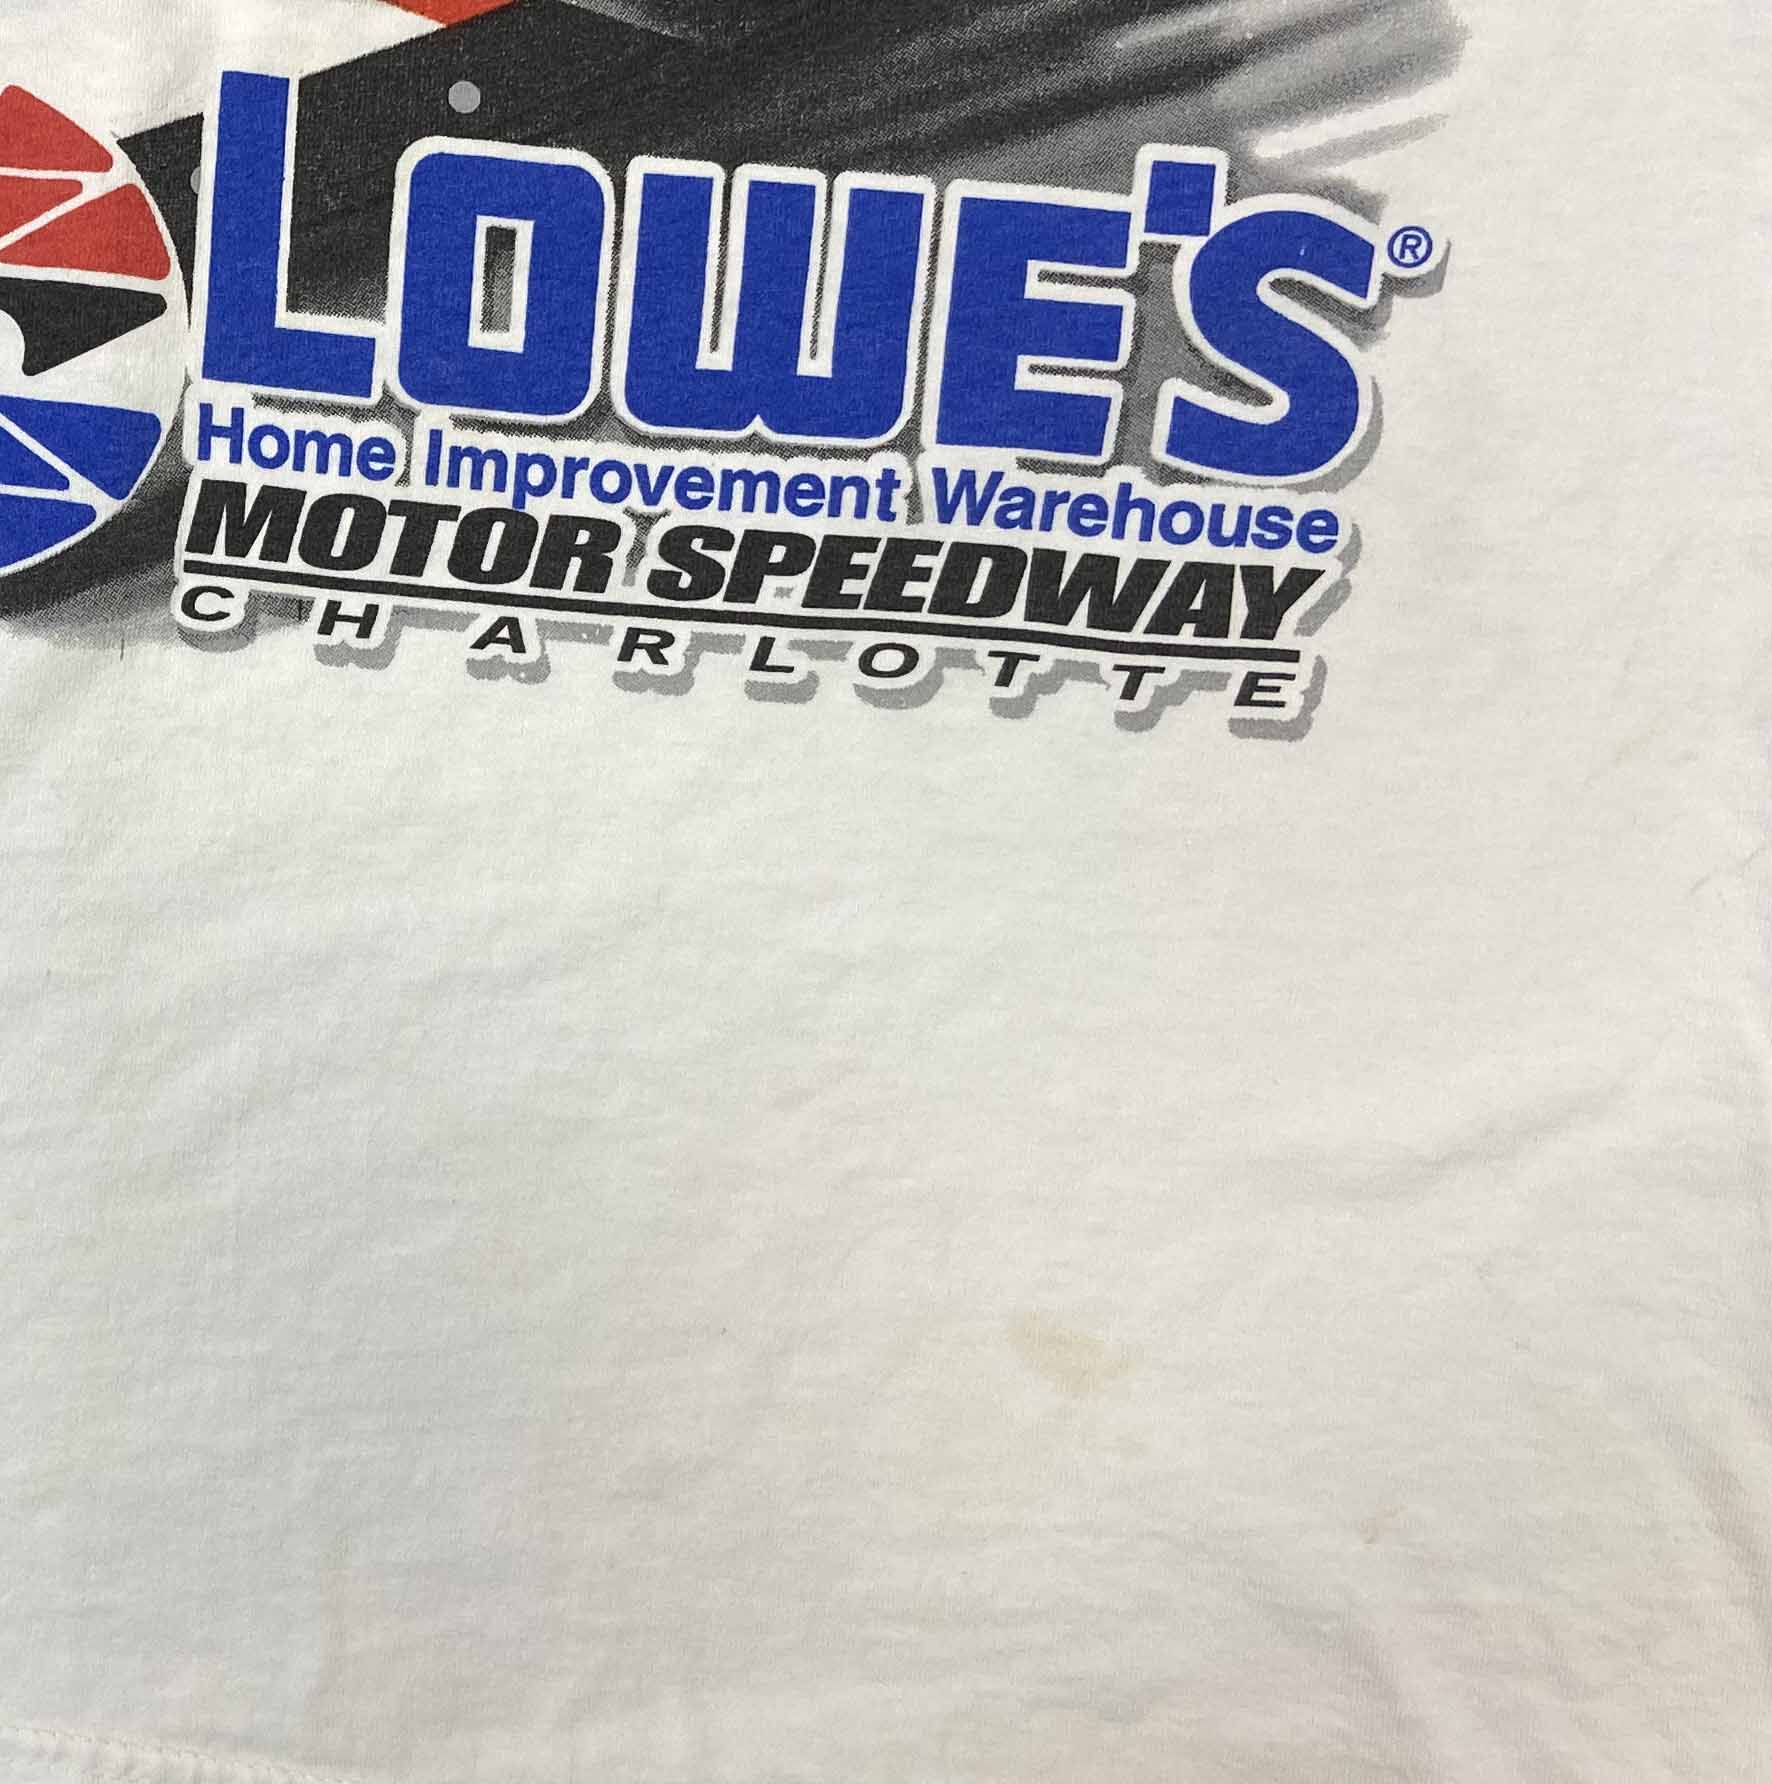 LOWE'S®
Home Improvement Warehouse
MOTOR SPEEDWAY
CHARLOTTE